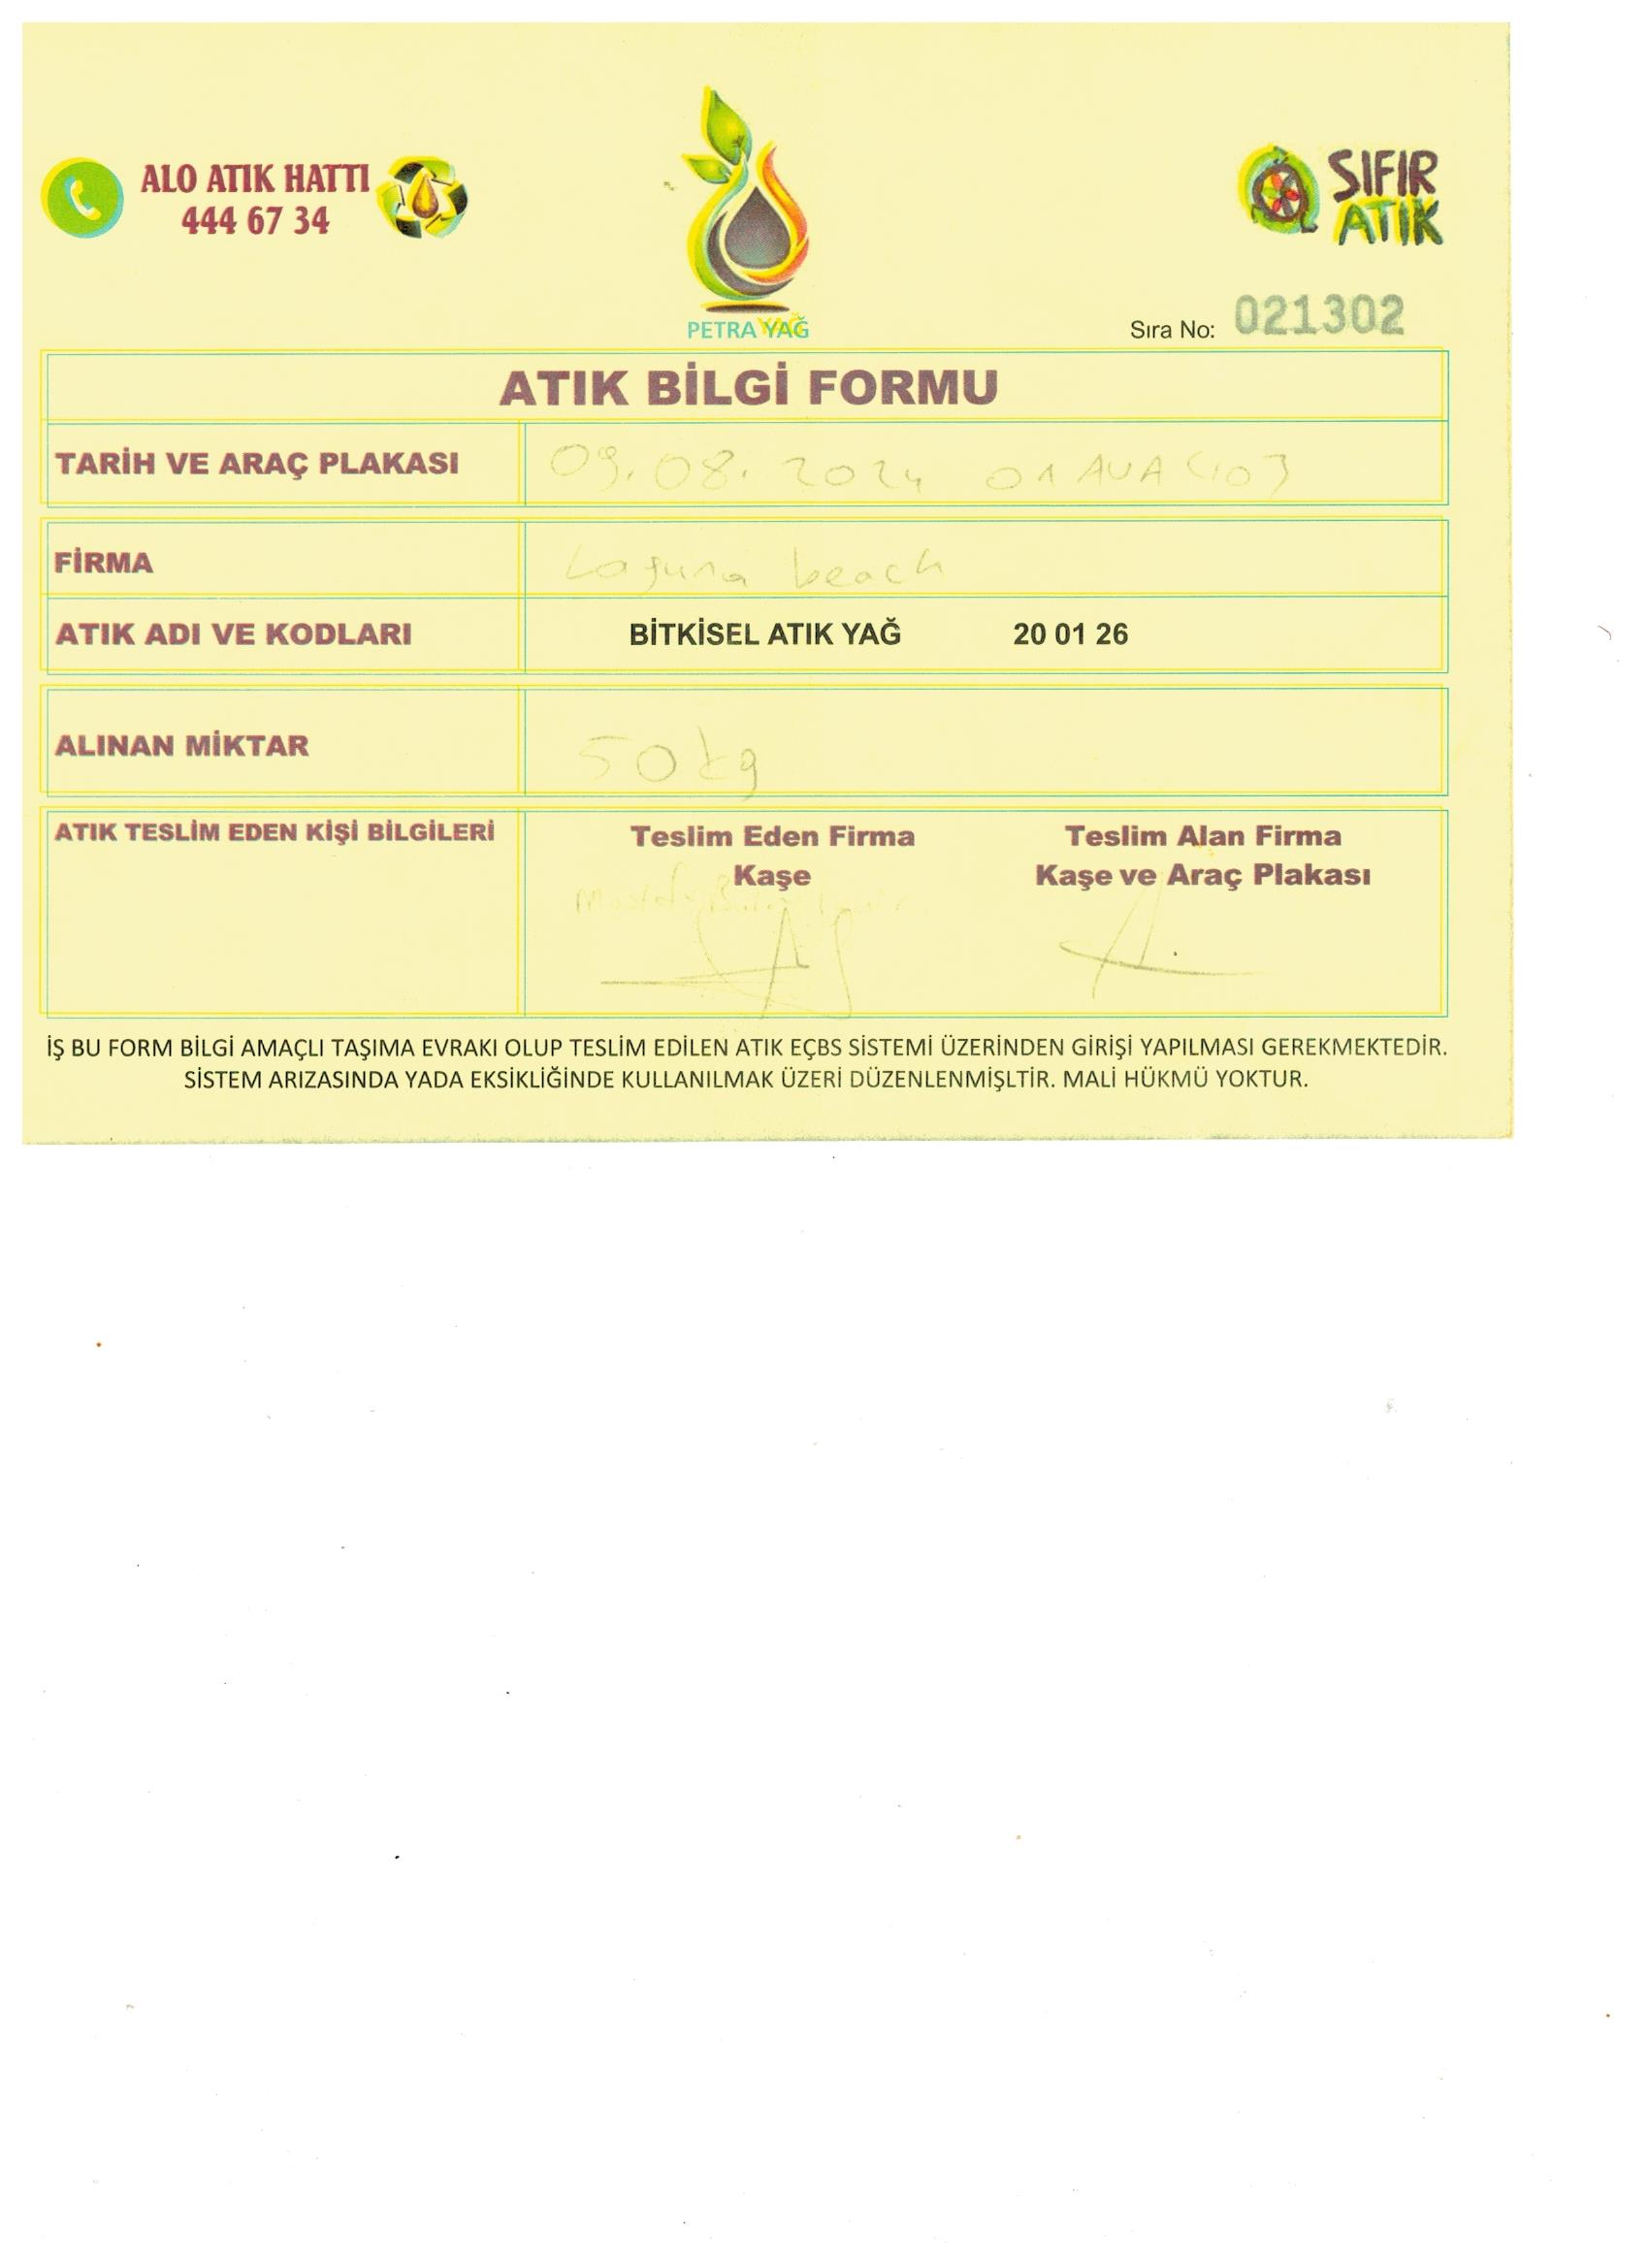 ALO ATIK HATTI
444 67 34
PETRA YAĞ
SIFIR
ATIK
Sıra No: 021302
ATIK BİLGİ FORMU
TARİH VE ARAÇ PLAKASI 09.08.2024 01 AVA
FİRMA Laguna beach
ATIK ADI VE KODLARI BİTKİSEL ATIK YAĞ 20 01 26
ALINAN MİKTAR 50 kg
ATIK TESLİM EDEN KİŞİ BİLGİLERİ Teslim Eden Firma Teslim Alan Firma
Kaşe Kaşe ve Araç Plakası
İŞ BU FORM BİLGİ AMAÇLI TAŞIMA EVRAKI OLUP TESLİM EDİLEN ATIK EÇBS SİSTEMİ ÜZERİNDEN GİRİŞİ YAPILMASI GEREKMEKTEDİR.
SİSTEM ARIZASINDA YADA EKSİKLİĞİNDE KULLANILMAK ÜZERİ DÜZENLENMİŞLTİR. MALİ HÜKMÜ YOKTUR.